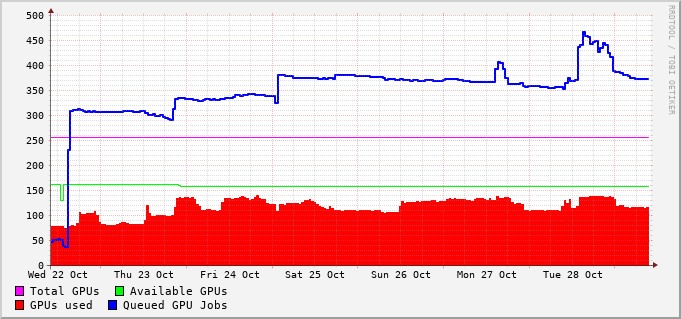 500
450
400
350
300
250
200
150
100
50
0
Wed 22 Oct Thu 23 Oct Fri 24 Oct Sat 25 Oct Sun 26 Oct Mon 27 Oct Tue 28 Oct
Total GPUs Available GPUs
GPUs used Queued GPU Jobs
RRDTOOL / TOBI OETIKER